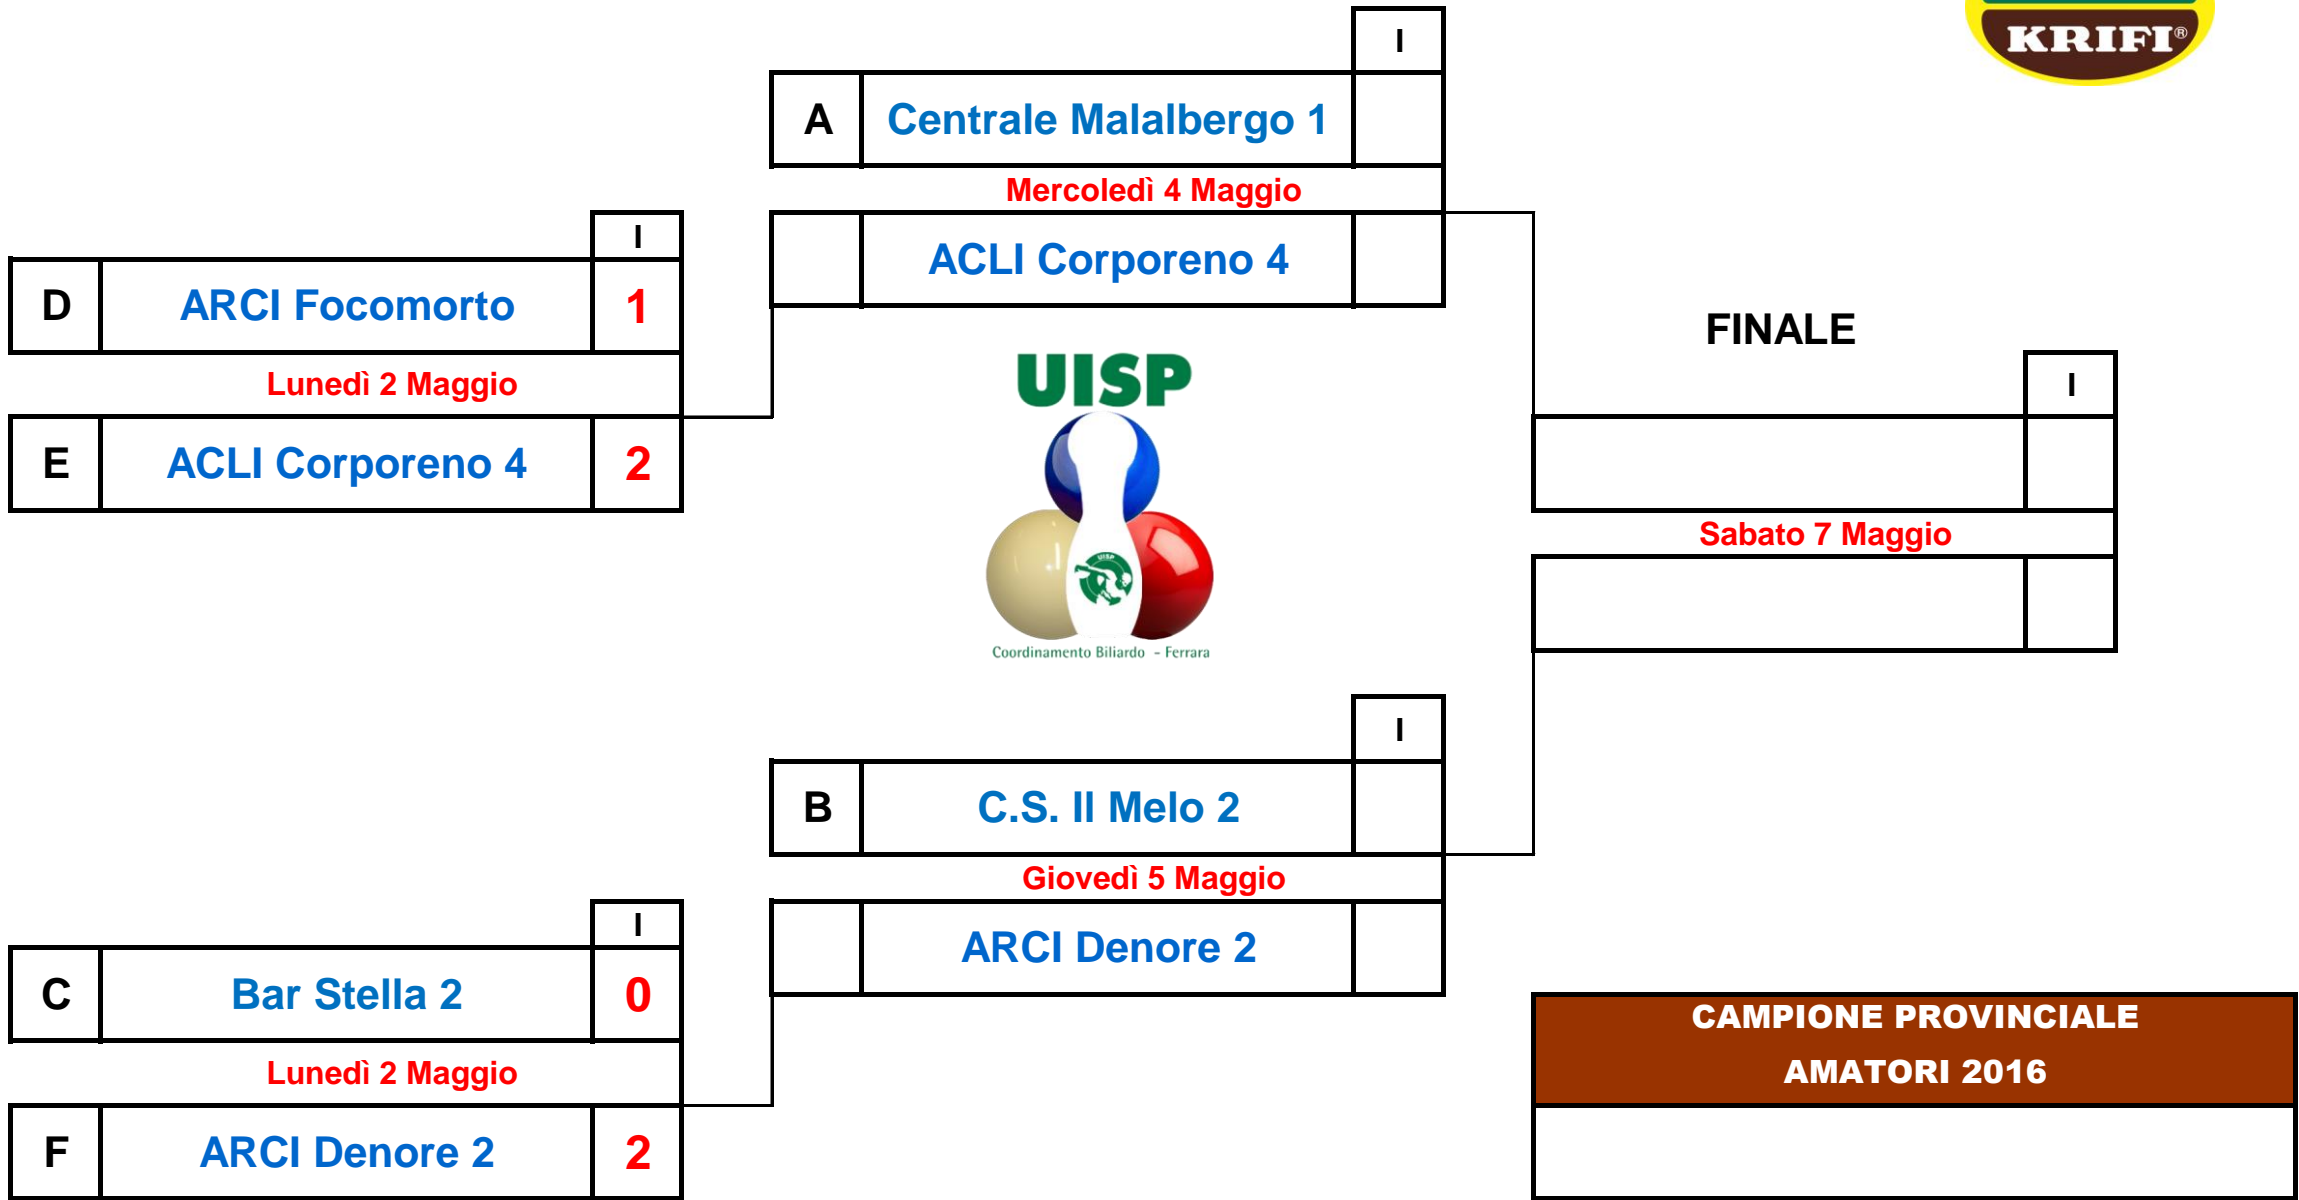 KRIFI®
I
A Centrale Malalbergo 1
Mercoledì 4 Maggio
ACLI Corporeno 4
I
D ARCI Focomorto 1
Lunedì 2 Maggio
E ACLI Corporeno 4 2
UISP
UISP
Coordinamento Biliardo - Ferrara
FINALE
I
Sabato 7 Maggio
I
B C.S. Il Melo 2
Giovedì 5 Maggio
ARCI Denore 2
I
C Bar Stella 2 0
Lunedì 2 Maggio
F ARCI Denore 2 2
CAMPIONE PROVINCIALE
AMATORI 2016